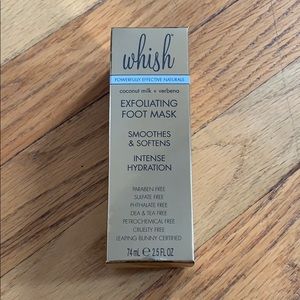 whish
POWERFULLY EFFECTIVE NATURALS
coconut milk + verbena
EXFOLIATING
FOOT MASK
SMOOTHES
& SOFTENS
INTENSE
HYDRATION
PARABEN FREE
SULFATE FREE
PHTHALATE FREE
DEA & TEA FREE
PETROCHEMICAL FREE
CRUELTY FREE
LEAPING BUNNY CERTIFIED
74 mL ℮ 2.5 FL OZ